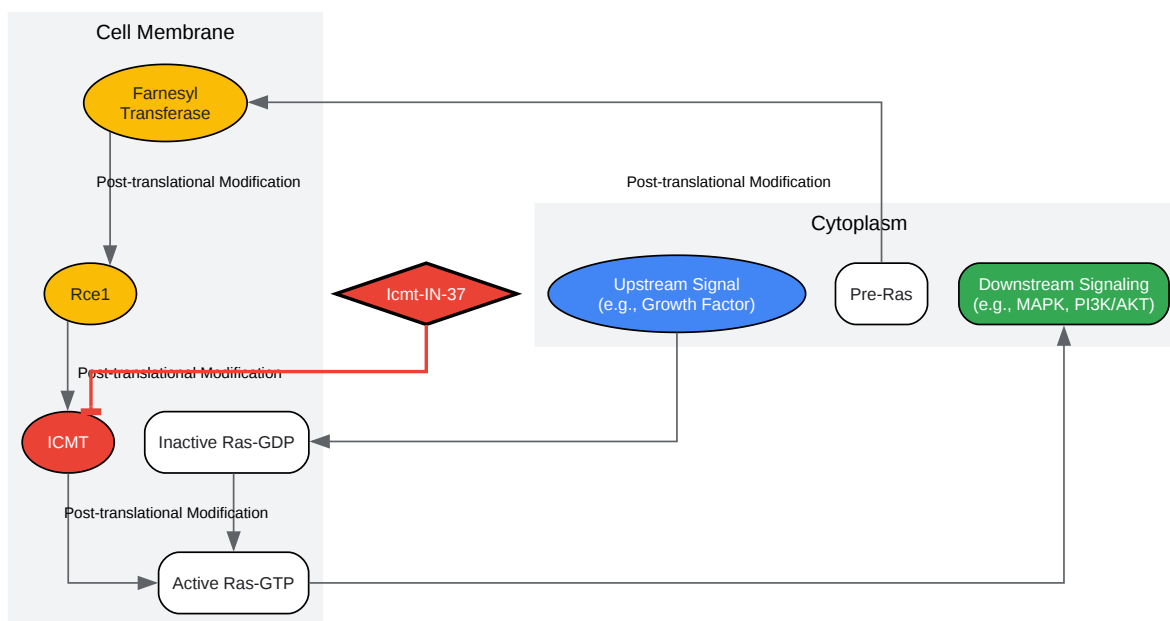 Cell Membrane
Farnesyl
Transferase
Post-translational Modification
Post-translational Modification
Cytoplasm
Rce1
Icmt-IN-37
Upstream Signal
(e.g., Growth Factor)
Pre-Ras
Downstream Signaling
(e.g., MAPK, PI3K/AKT)
Post-translational Modification
ICMT
Inactive Ras-GDP
Post-translational Modification
Active Ras-GTP